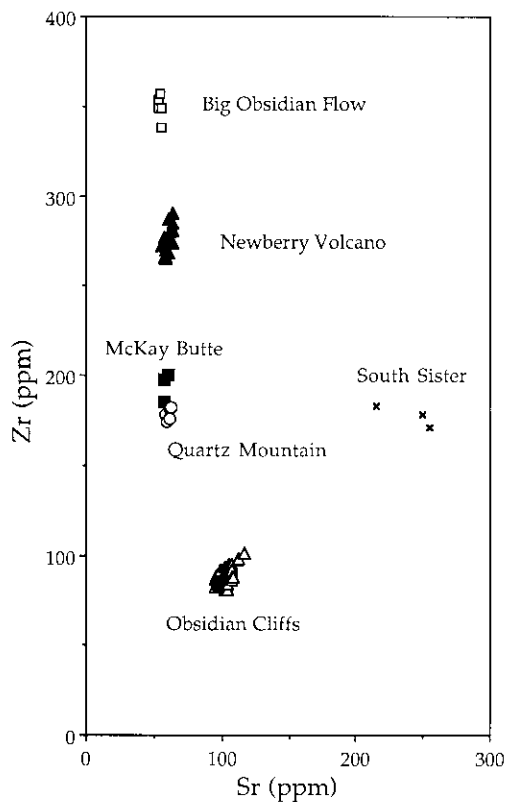 400
Big Obsidian Flow
300
Newberry Volcano
McKay Butte
200
South Sister
Quartz Mountain
100
Obsidian Cliffs
0
0 100 200 300
Sr (ppm)
Zr (ppm)